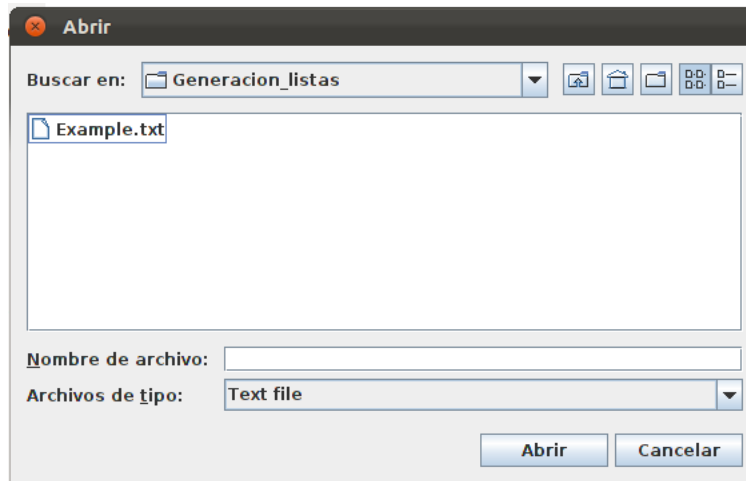 Abrir
Buscar en: Generacion_listas
Example.txt
Nombre de archivo:
Archivos de tipo: Text file
Abrir Cancelar